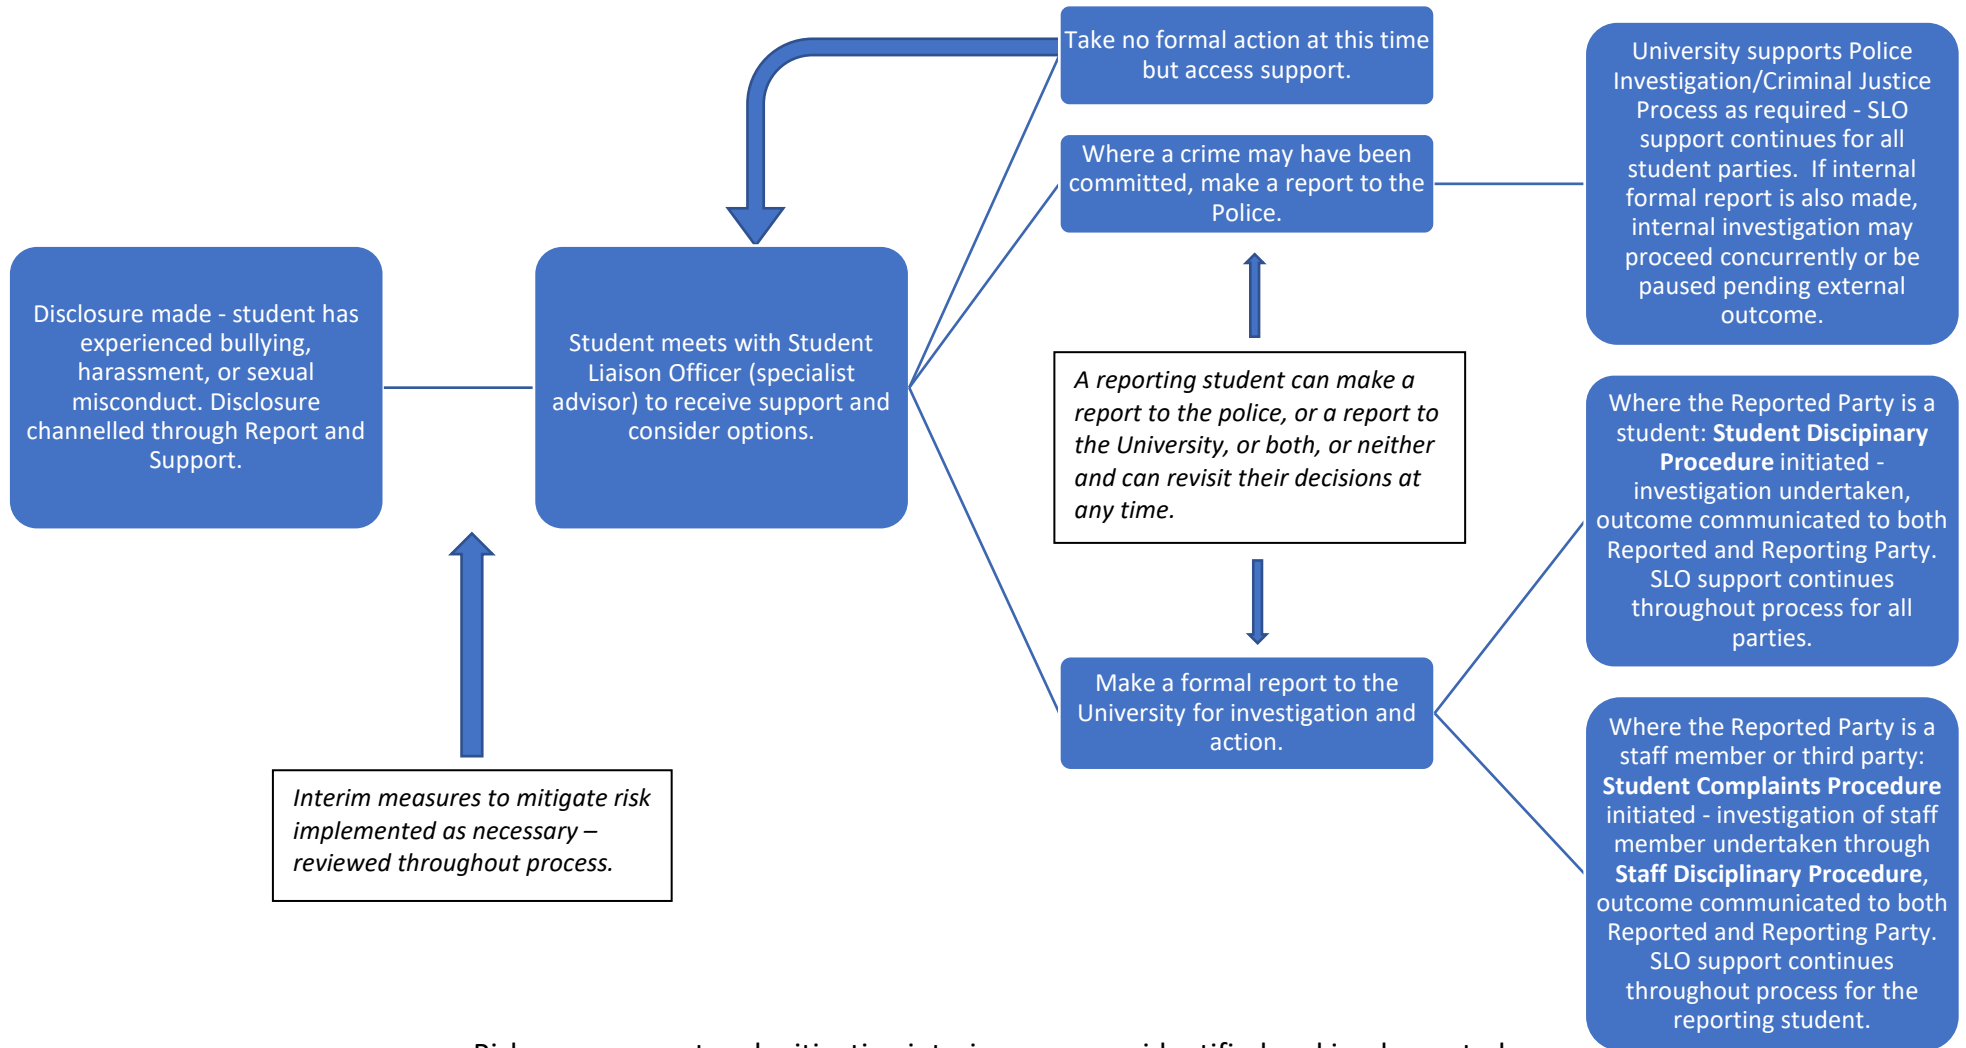 Take no formal action at this time
but access support.
Where a crime may have been
committed, make a report to the
Police.
University supports Police
Investigation/Criminal Justice
Process as required - SLO
support continues for all
student parties.  If internal
formal report is also made,
internal investigation may
proceed concurrently or be
paused pending external
outcome.
Disclosure made - student has
experienced bullying,
harassment, or sexual
misconduct. Disclosure
channelled through Report and
Support.
Student meets with Student
Liaison Officer (specialist
advisor) to receive support and
consider options.
A reporting student can make a
report to the police, or a report to
the University, or both, or neither
and can revisit their decisions at
any time.
Where the Reported Party is a
student: Student Discipinary
Procedure initiated -
investigation undertaken,
outcome communicated to both
Reported and Reporting Party.
SLO support continues
throughout process for all
parties.
Make a formal report to the
University for investigation and
action.
Where the Reported Party is a
staff member or third party:
Student Complaints Procedure
initiated - investigation of staff
member undertaken through
Staff Disciplinary Procedure,
outcome communicated to both
Reported and Reporting Party.
SLO support continues
throughout process for the
reporting student.
Interim measures to mitigate risk
implemented as necessary –
reviewed throughout process.